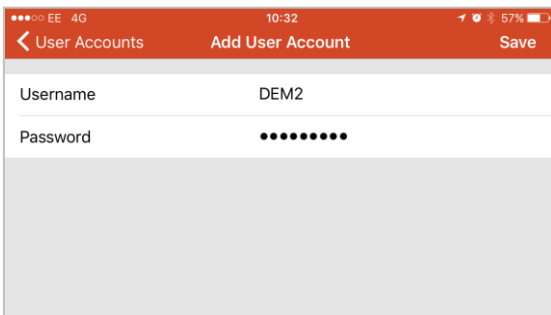 ●●●○○ EE 4G 10:32 57%
User Accounts Add User Account Save
Username DEM2
Password ●●●●●●●●●